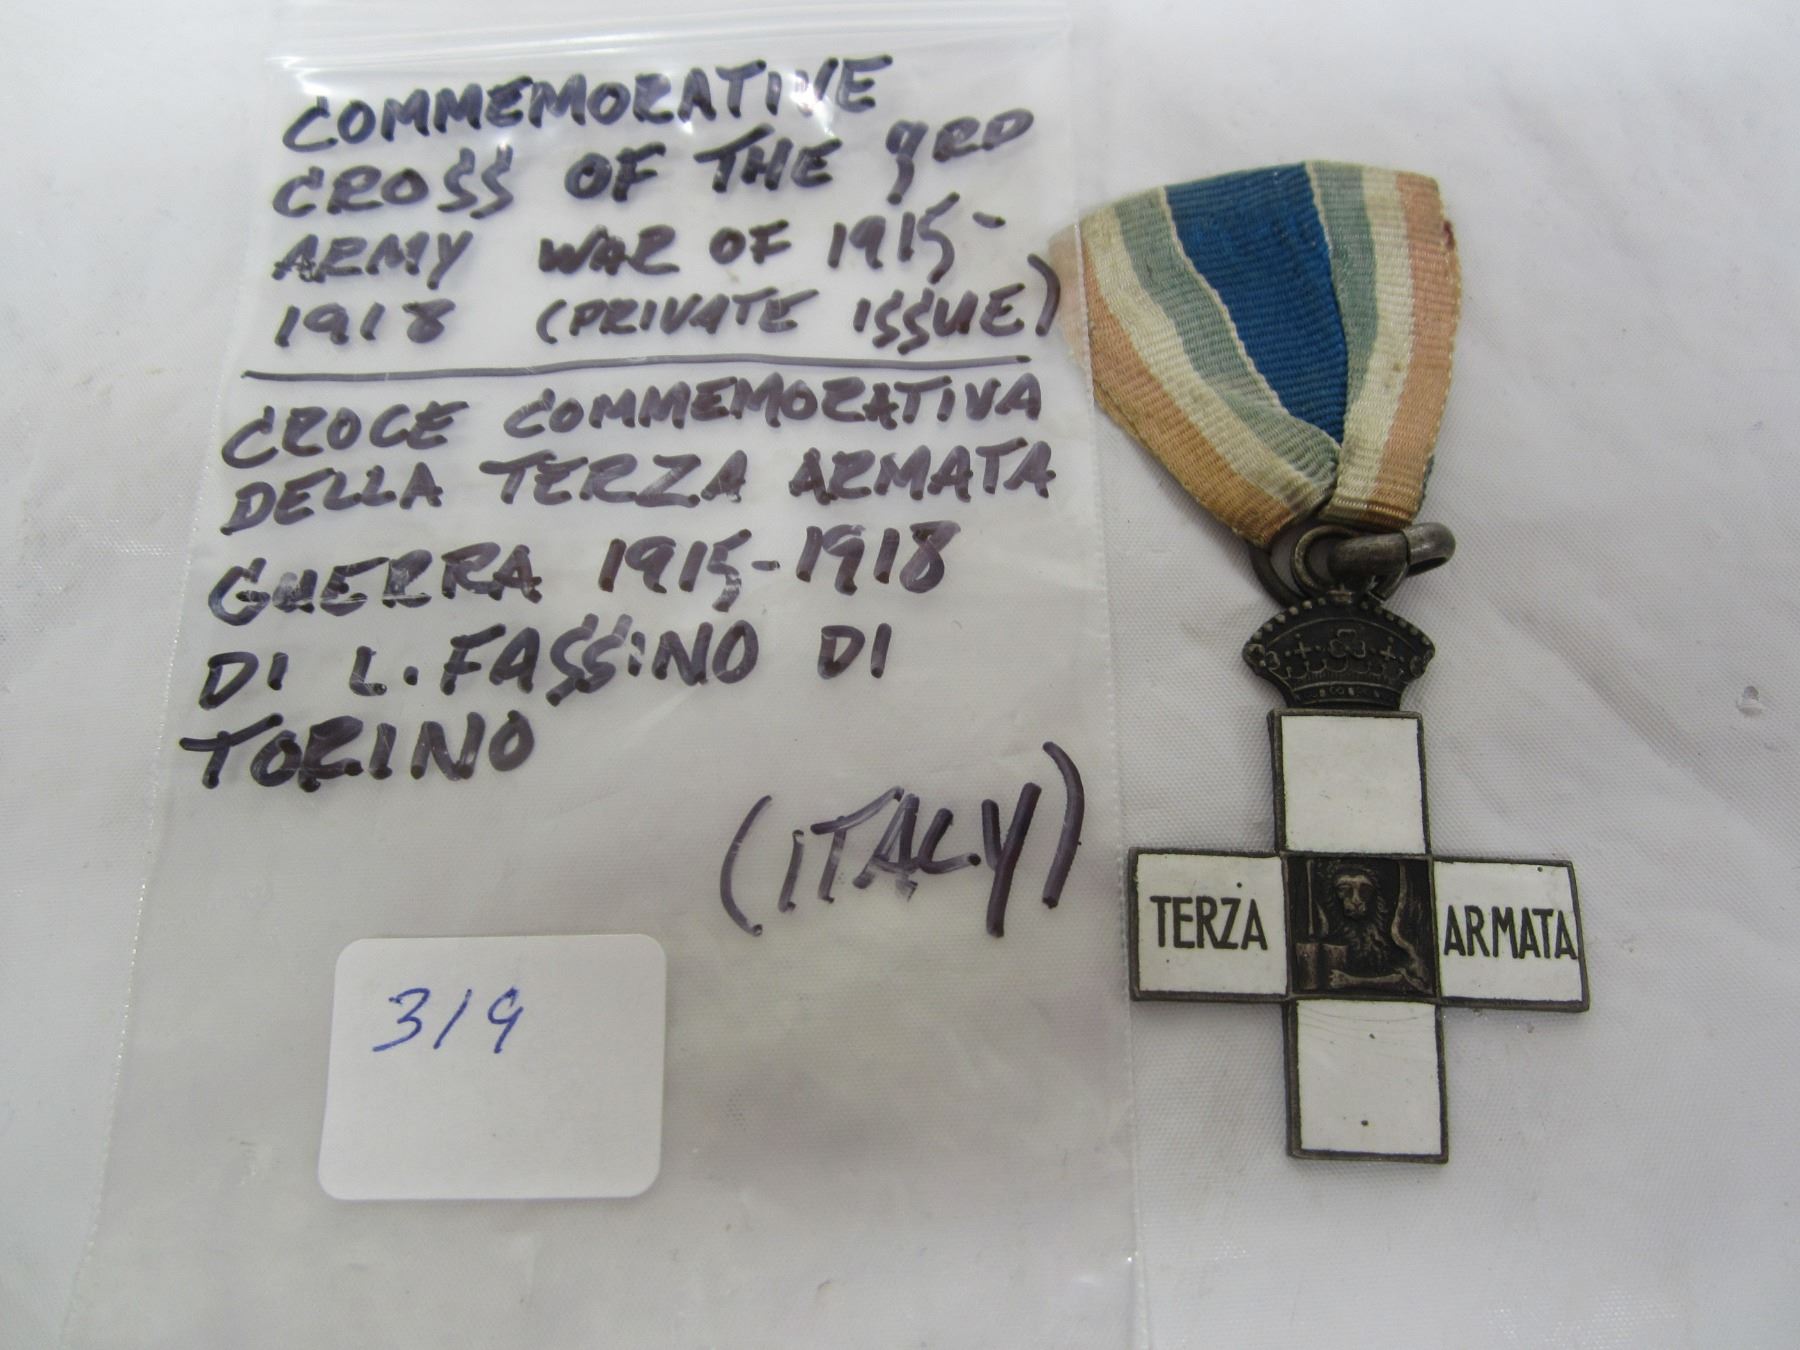 COMMEMORATIVE
CROSS OF THE 3RD
ARMY WAR OF 1915-
1918 (PRIVATE ISSUE)
CROCE COMMEMORATIVA
DELLA TERZA ARMATA
GUERRA 1915-1918
DI L. FASSINO DI
TORINO
(ITALY)
319
TERZA ARMATA